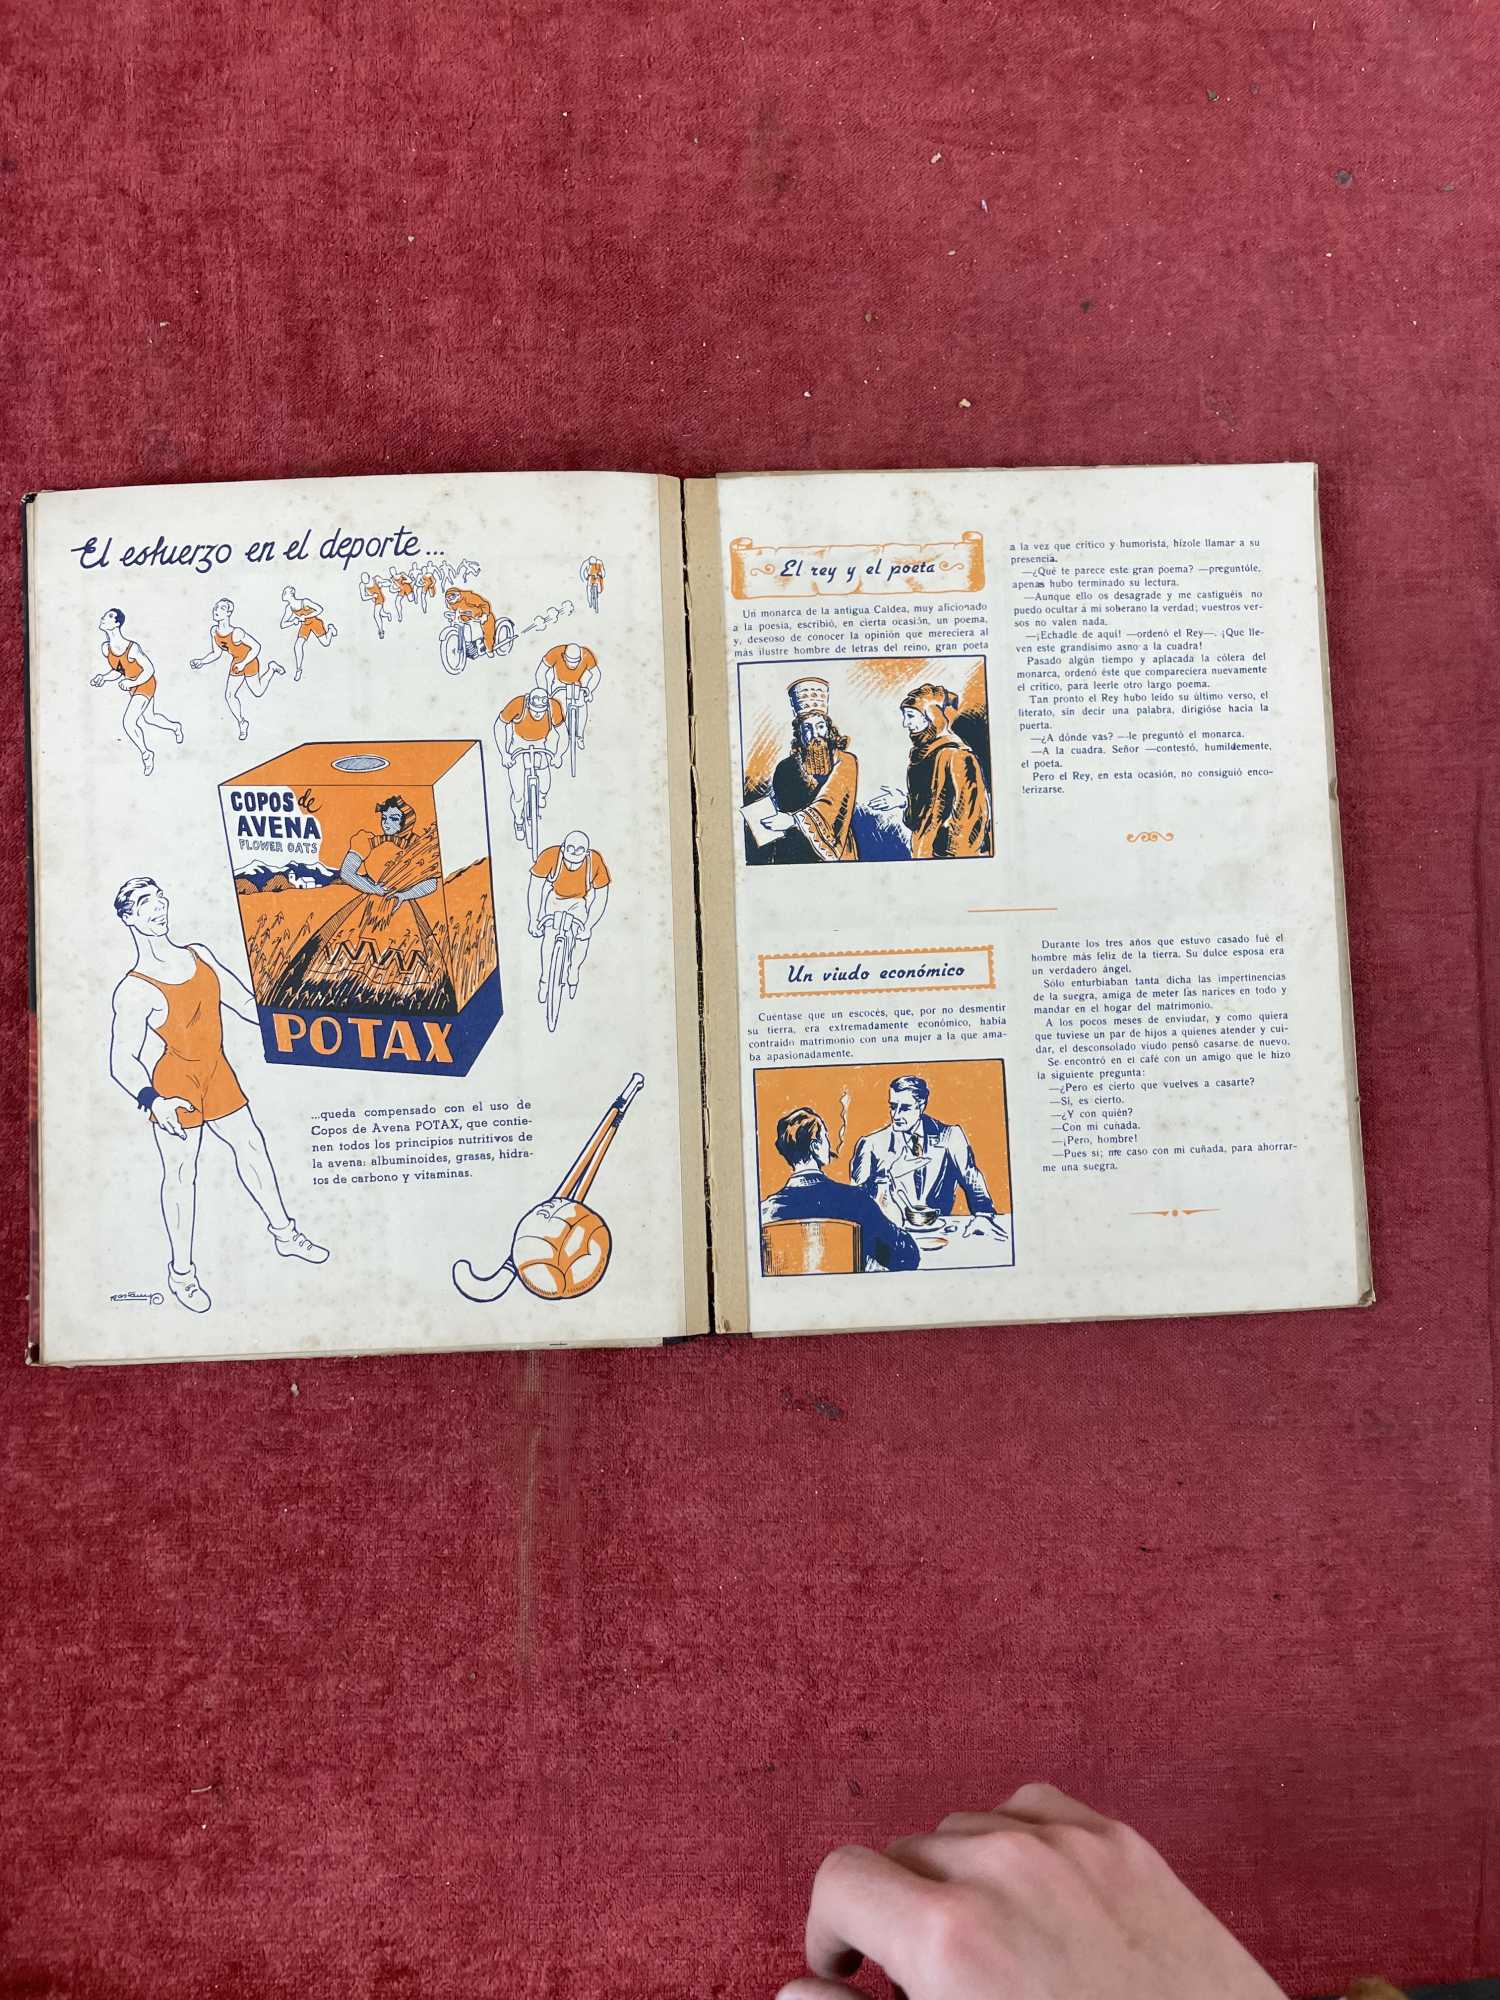 El esfuerzo en el deporte...
COPOS de
AVENA
FLOWER OATS
POTAX
...queda compensado con el uso de
Copos de Avena POTAX, que contie-
nen todos los principios nutritivos de
la avena: albuminoides, grasas, hidra-
tos de carbono y vitaminas.
El rey y el poeta
Un monarca de la antigua Caldea, muy aficionado
a la poesía, escribió, en cierta ocasión, un poema,
y, deseoso de conocer la opinión que mereciera al
más ilustre hombre de letras del reino, gran poeta
a la vez que crítico y humorista, hízole llamar a su
presencia.
—¿Qué te parece este gran poema? —preguntóle,
apenas hubo terminado su lectura.
—Aunque ello os desagrade y me castiguéis no
puedo ocultar a mi soberano la verdad; vuestros ver-
sos no valen nada.
—¡Echadle de aquí! —ordenó el Rey—. ¡Que lle-
ven este grandísimo asno a la cuadra!
Pasado algún tiempo y aplacada la cólera del
monarca, ordenó éste que compareciera nuevamente
el crítico, para leerle otro largo poema.
Tan pronto el Rey hubo leído su último verso, el
literato, sin decir una palabra, dirigióse hacia la
puerta.
—¿A dónde vas? —le preguntó el monarca.
—A la cuadra, Señor —contestó, humildemente,
el poeta.
Pero el Rey, en esta ocasión, no consiguió enco-
lerizarse.
Un viudo económico
Cuéntase que un escocés, que, por no desmentir
su tierra, era extremadamente económico, había
contraído matrimonio con una mujer a la que ama-
ba apasionadamente.
Durante los tres años que estuvo casado fué el
hombre más feliz de la tierra. Su dulce esposa era
un verdadero ángel.
Sólo enturbiaban tanta dicha las impertinencias
de la suegra, amiga de meter las narices en todo y
mandar en el hogar del matrimonio.
A los pocos meses de enviudar, y como quiera
que tuviese un par de hijos a quienes atender y cui-
dar, el desconsolado viudo pensó casarse de nuevo.
Se encontró en el café con un amigo que le hizo
la siguiente pregunta:
—¿Pero es cierto que vuelves a casarte?
—Sí, es cierto.
—¿Y con quién?
—Con mi cuñada.
—¡Pero, hombre!
—Pues sí; me caso con mi cuñada, para ahorrar-
me una suegra.